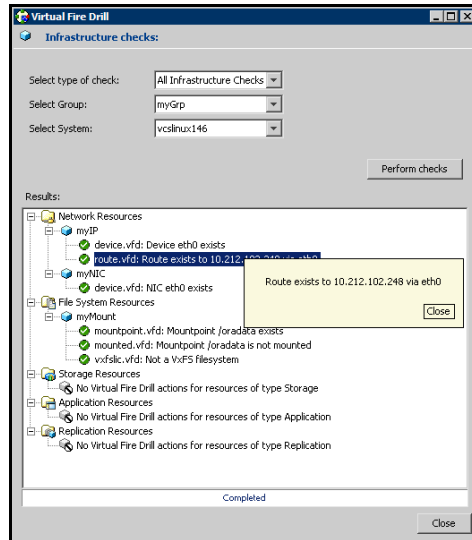 Virtual Fire Drill
Infrastructure checks:
Select type of check:
All Infrastructure Checks
Select Group:
myGrp
Select System:
vcslinux146
Perform checks
Results:
Network Resources
myIP
device.vfd: Device eth0 exists
route.vfd: Route exists to 10.212.102.248 via eth0
myNIC
device.vfd: NIC eth0 exists
Route exists to 10.212.102.248 via eth0
Close
File System Resources
myMount
mountpoint.vfd: Mountpoint /oradata exists
mounted.vfd: Mountpoint /oradata is not mounted
vxfslic.vfd: Not a VxFS filesystem
Storage Resources
No Virtual Fire Drill actions for resources of type Storage
Application Resources
No Virtual Fire Drill actions for resources of type Application
Replication Resources
No Virtual Fire Drill actions for resources of type Replication
Completed
Close